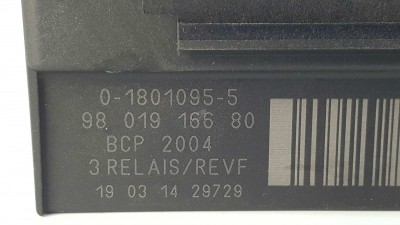 0-1801095-5
98 019 166 80
BCP 2004
3 RELAIS/REVF
19 03 14 29729